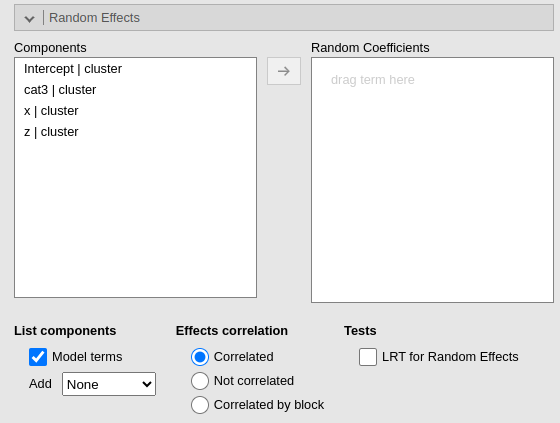 Random Effects
Components
Random Coefficients
Intercept | cluster
cat3 | cluster
x | cluster
z | cluster
drag term here
List components
Effects correlation
Tests
Model terms
Correlated
LRT for Random Effects
Add
None
Not correlated
Correlated by block